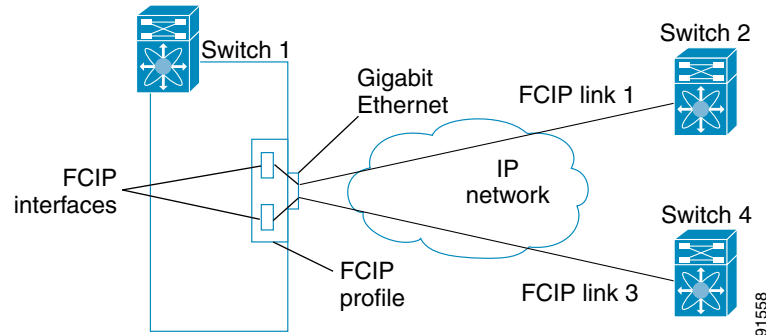 Switch 1
Switch 2
Gigabit
Ethernet
FCIP link 1
FCIP
interfaces
IP
network
Switch 4
FCIP
profile
FCIP link 3
91558